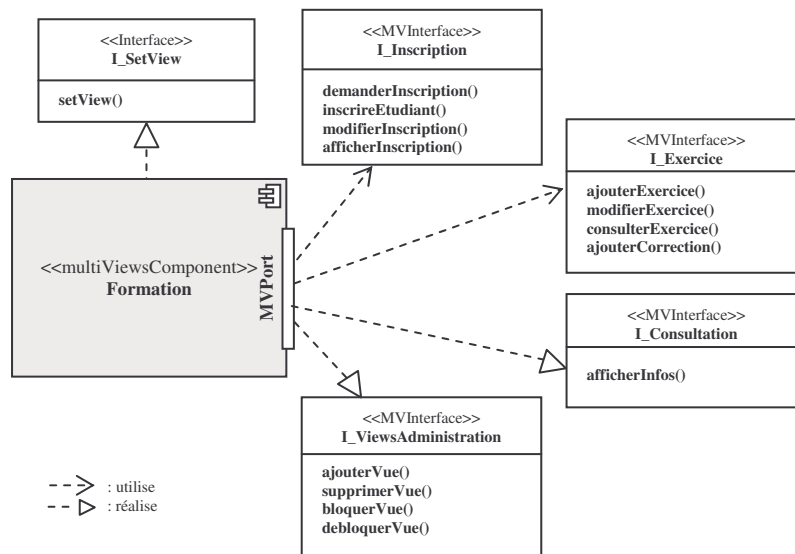 <<Interface>>
I_SetView
setView()
<<MVInterface>>
I_Inscription
demanderInscription()
inscrireEtudiant()
modifierInscription()
afficherInscription()
<<MVInterface>>
I_Exercice
ajouterExercice()
modifierExercice()
consulterExercice()
ajouterCorrection()
<<multiViewsComponent>>
Formation
MVPort
<<MVInterface>>
I_Consultation
afficherInfos()
<<MVInterface>>
I_ViewsAdministration
ajouterVue()
supprimerVue()
bloquerVue()
debloquerVue()
: utilise
: réalise